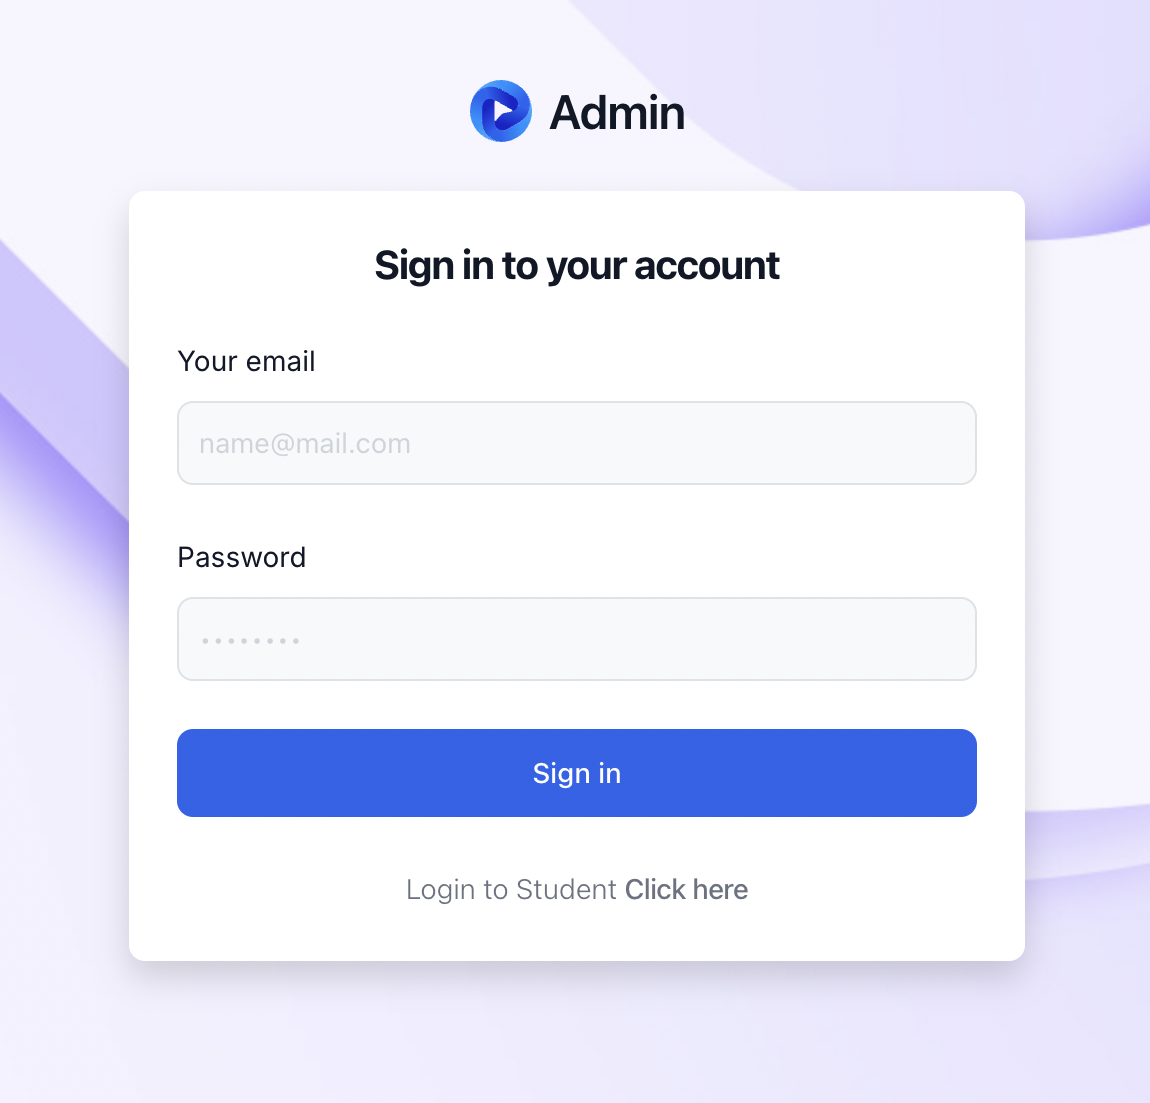 Admin
Sign in to your account
Your email
name@mail.com
Password
••••••••
Sign in
Login to Student Click here